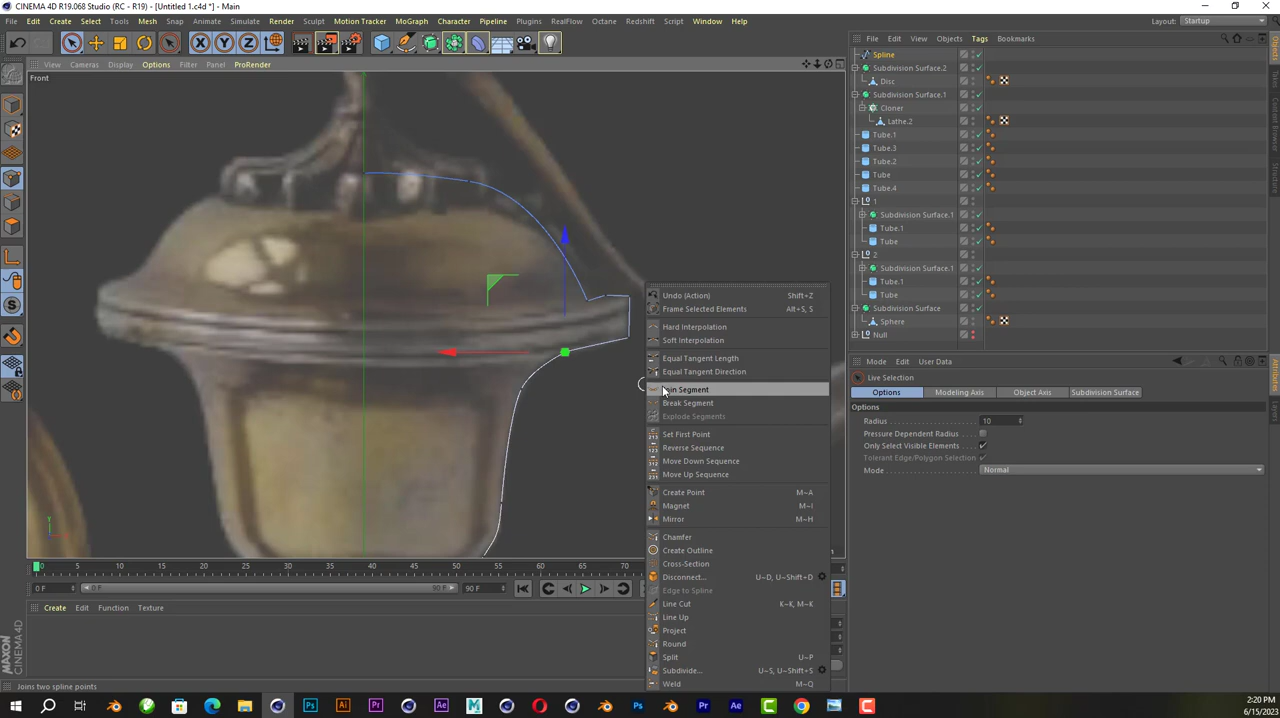 CINEMA 4D R19.068 Studio (RC - R19) - [Untitled 1.c4d *] - Main
File Edit Create Select Tools Mesh Snap Animate Simulate Render Sculpt Motion Tracker MoGraph Character Pipeline Plugins RealFlow Octane Redshift Script Window Help Layout: Startup
View Cameras Display Options Filter Panel ProRender
File Edit View Objects Tags Bookmarks
Front
Spline
Subdivision Surface.2
Disc
Subdivision Surface.1
Cloner
Lathe.2
Tube.1
Tube.3
Tube.2
Tube
Tube.4
1
Subdivision Surface.1
Tube.1
Tube
2
Subdivision Surface.1
Tube.1
Tube
Subdivision Surface
Sphere
Null
Undo (Action) Shift+Z
Frame Selected Elements Alt+S, S
Hard Interpolation
Soft Interpolation
Equal Tangent Length
Equal Tangent Direction
Join Segment
Break Segment
Explode Segments
Set First Point
Reverse Sequence
Move Down Sequence
Move Up Sequence
Create Point M~A
Magnet M~I
Mirror M~H
Chamfer
Create Outline
Cross-Section
Disconnect... U~D, U~Shift+D
Edge to Spline
Line Cut K~K, M~K
Line Up
Project
Round
Split U~P
Subdivide... U~S, U~Shift+S
Weld M~Q
Mode Edit User Data
Live Selection
Options Modeling Axis Object Axis Subdivision Surface
Options
Radius 10
Pressure Dependent Radius
Only Select Visible Elements
Tolerant Edge/Polygon Selection
Mode Normal
Objects
Takes
Structure
Attributes
Layers
Y
0 5 10 15 20 25 30 35 40 45 50 55 60 65 70
0 F 0 F 90 F 90 F
Create Edit Function Texture
MAXON
CINEMA 4D
Joins two spline points
2:20 PM
6/15/2023